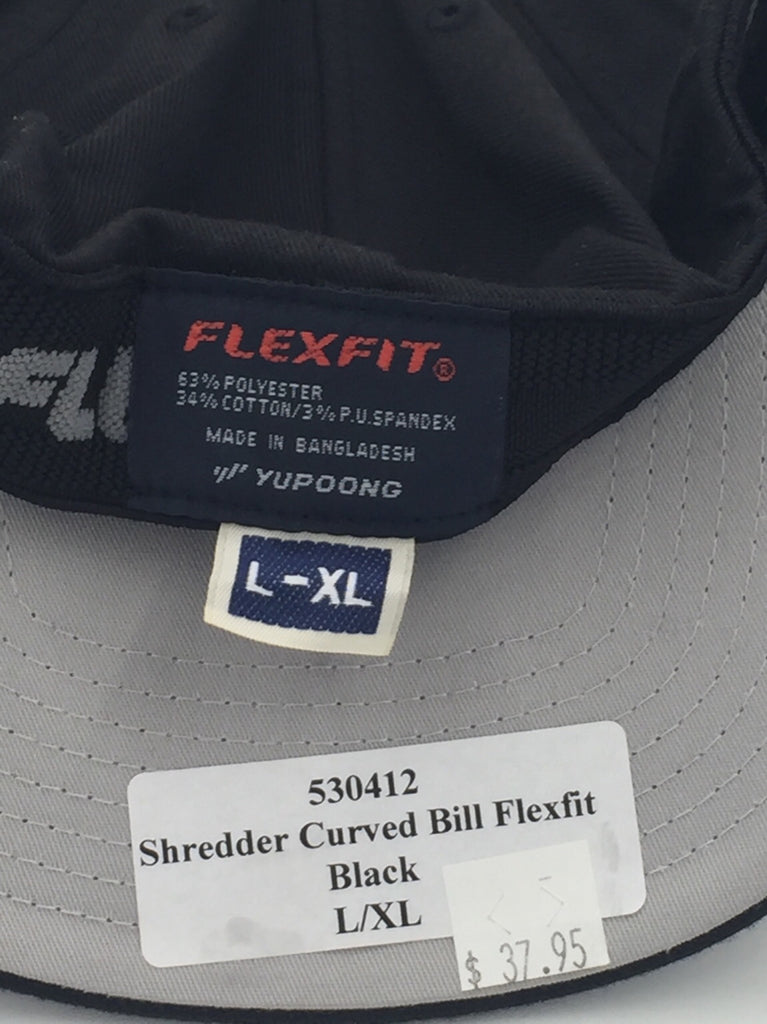 FLEXFIT®
63% POLYESTER
34% COTTON/3% P.U.SPANDEX
MADE IN BANGLADESH
YUPOONG
L-XL
530412
Shredder Curved Bill Flexfit
Black
L/XL
$ 37.95